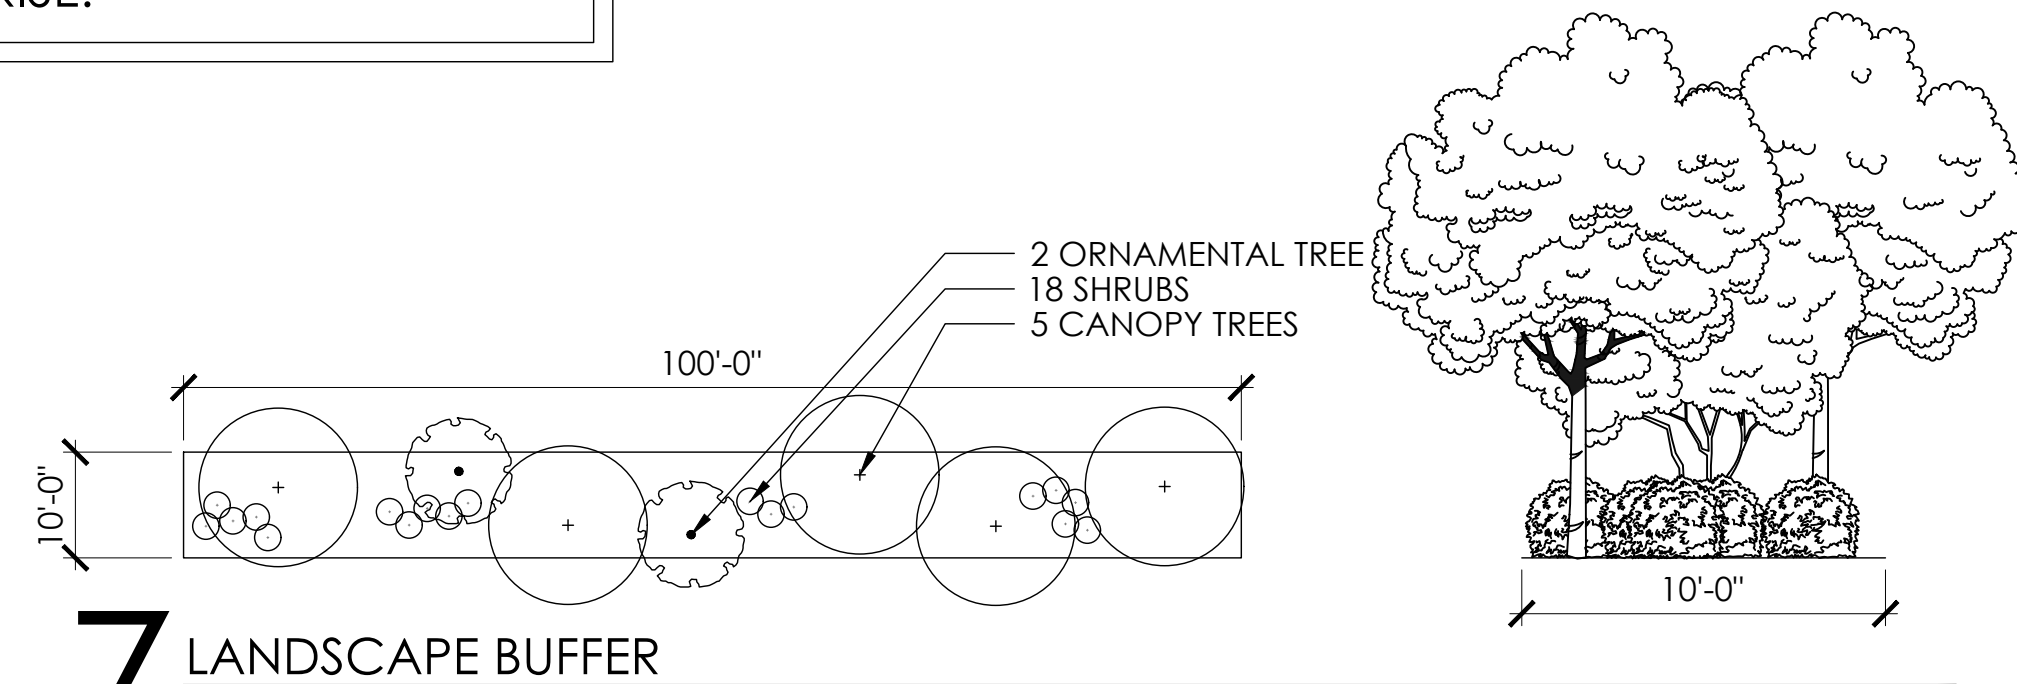 2 ORNAMENTAL TREE
18 SHRUBS
5 CANOPY TREES
100'-0"
10'-0"
10'-0"
7 LANDSCAPE BUFFER